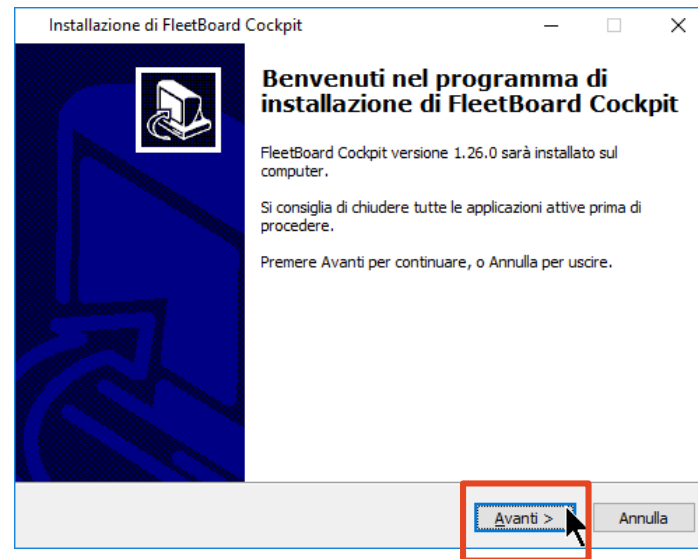 Installazione di FleetBoard Cockpit
Benvenuti nel programma di
installazione di FleetBoard Cockpit
FleetBoard Cockpit versione 1.26.0 sarà installato sul
computer.
Si consiglia di chiudere tutte le applicazioni attive prima di
procedere.
Premere Avanti per continuare, o Annulla per uscire.
Avanti > Annulla